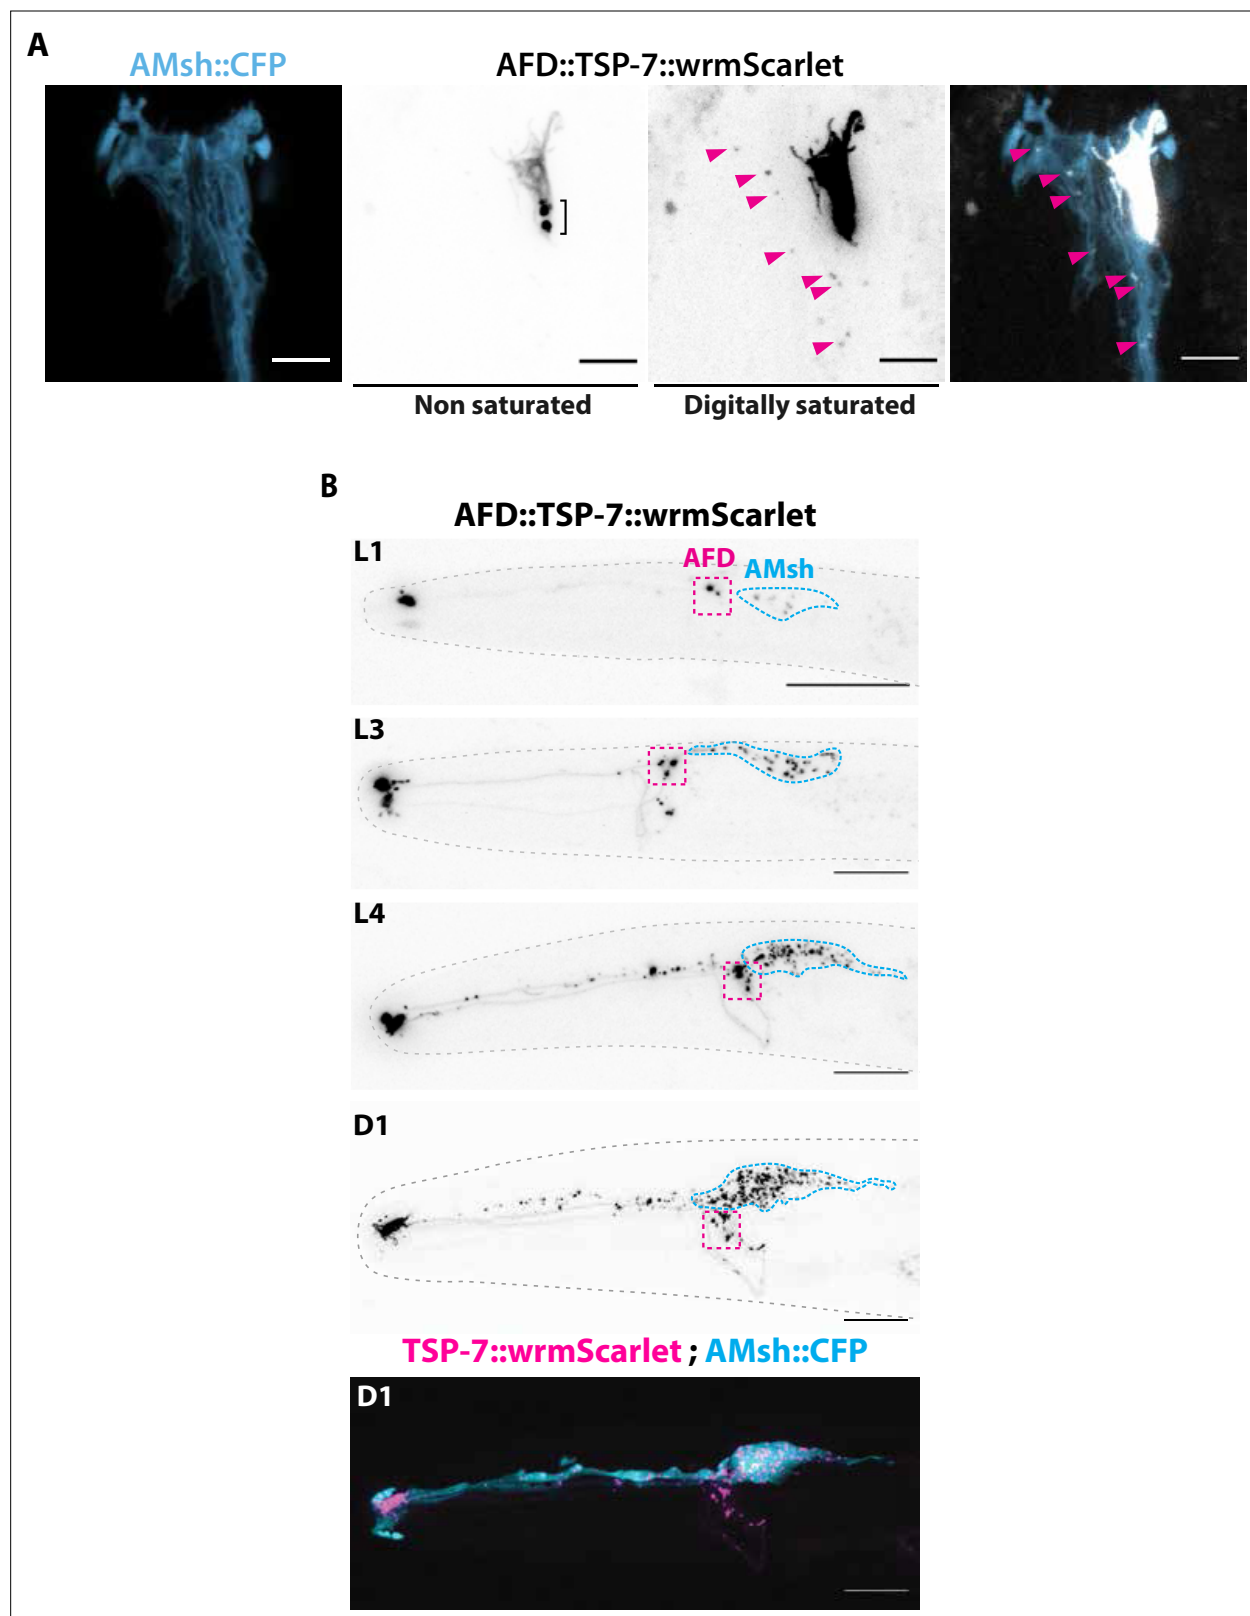 A
AMsh::CFP
AFD::TSP-7::wrmScarlet
Non saturated
Digitally saturated
B
AFD::TSP-7::wrmScarlet
L1
AFD
AMsh
L3
L4
D1
TSP-7::wrmScarlet ; AMsh::CFP
D1